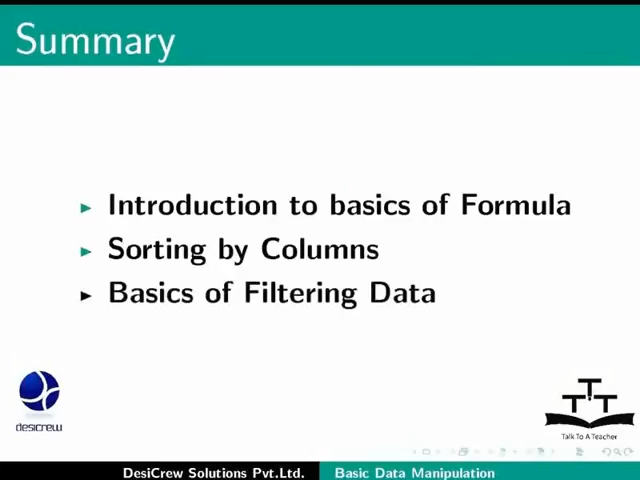 Summary
Introduction to basics of Formula
Sorting by Columns
Basics of Filtering Data
desicrew
TTT
Talk To A Teacher
DesiCrew Solutions Pvt.Ltd.
Basic Data Manipulation